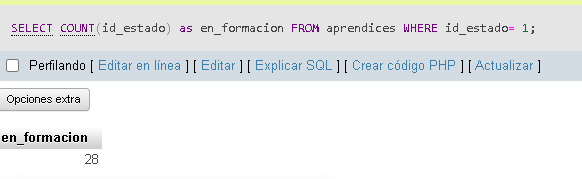 SELECT COUNT(id_estado) as en_formacion FROM aprendices WHERE id_estado= 1;
Perfilando [ Editar en línea ] [ Editar ] [ Explicar SQL ] [ Crear código PHP ] [ Actualizar ]
Opciones extra
en_formacion
28